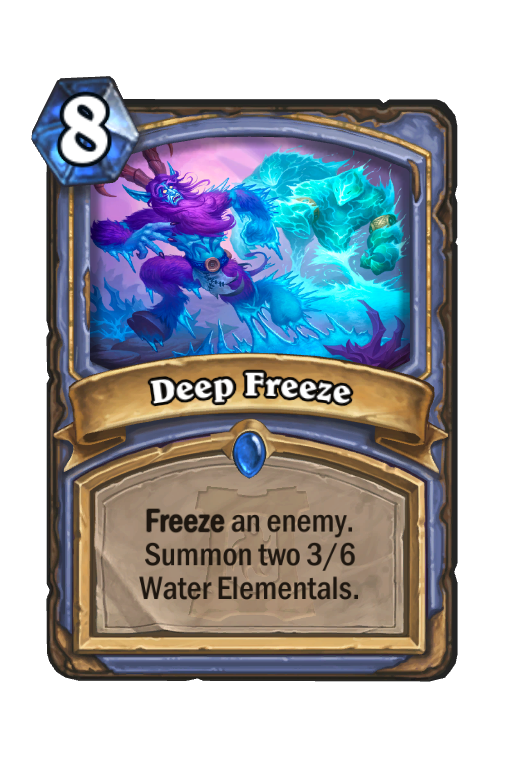 8
Deep Freeze
Freeze an enemy.
Summon two 3/6
Water Elementals.